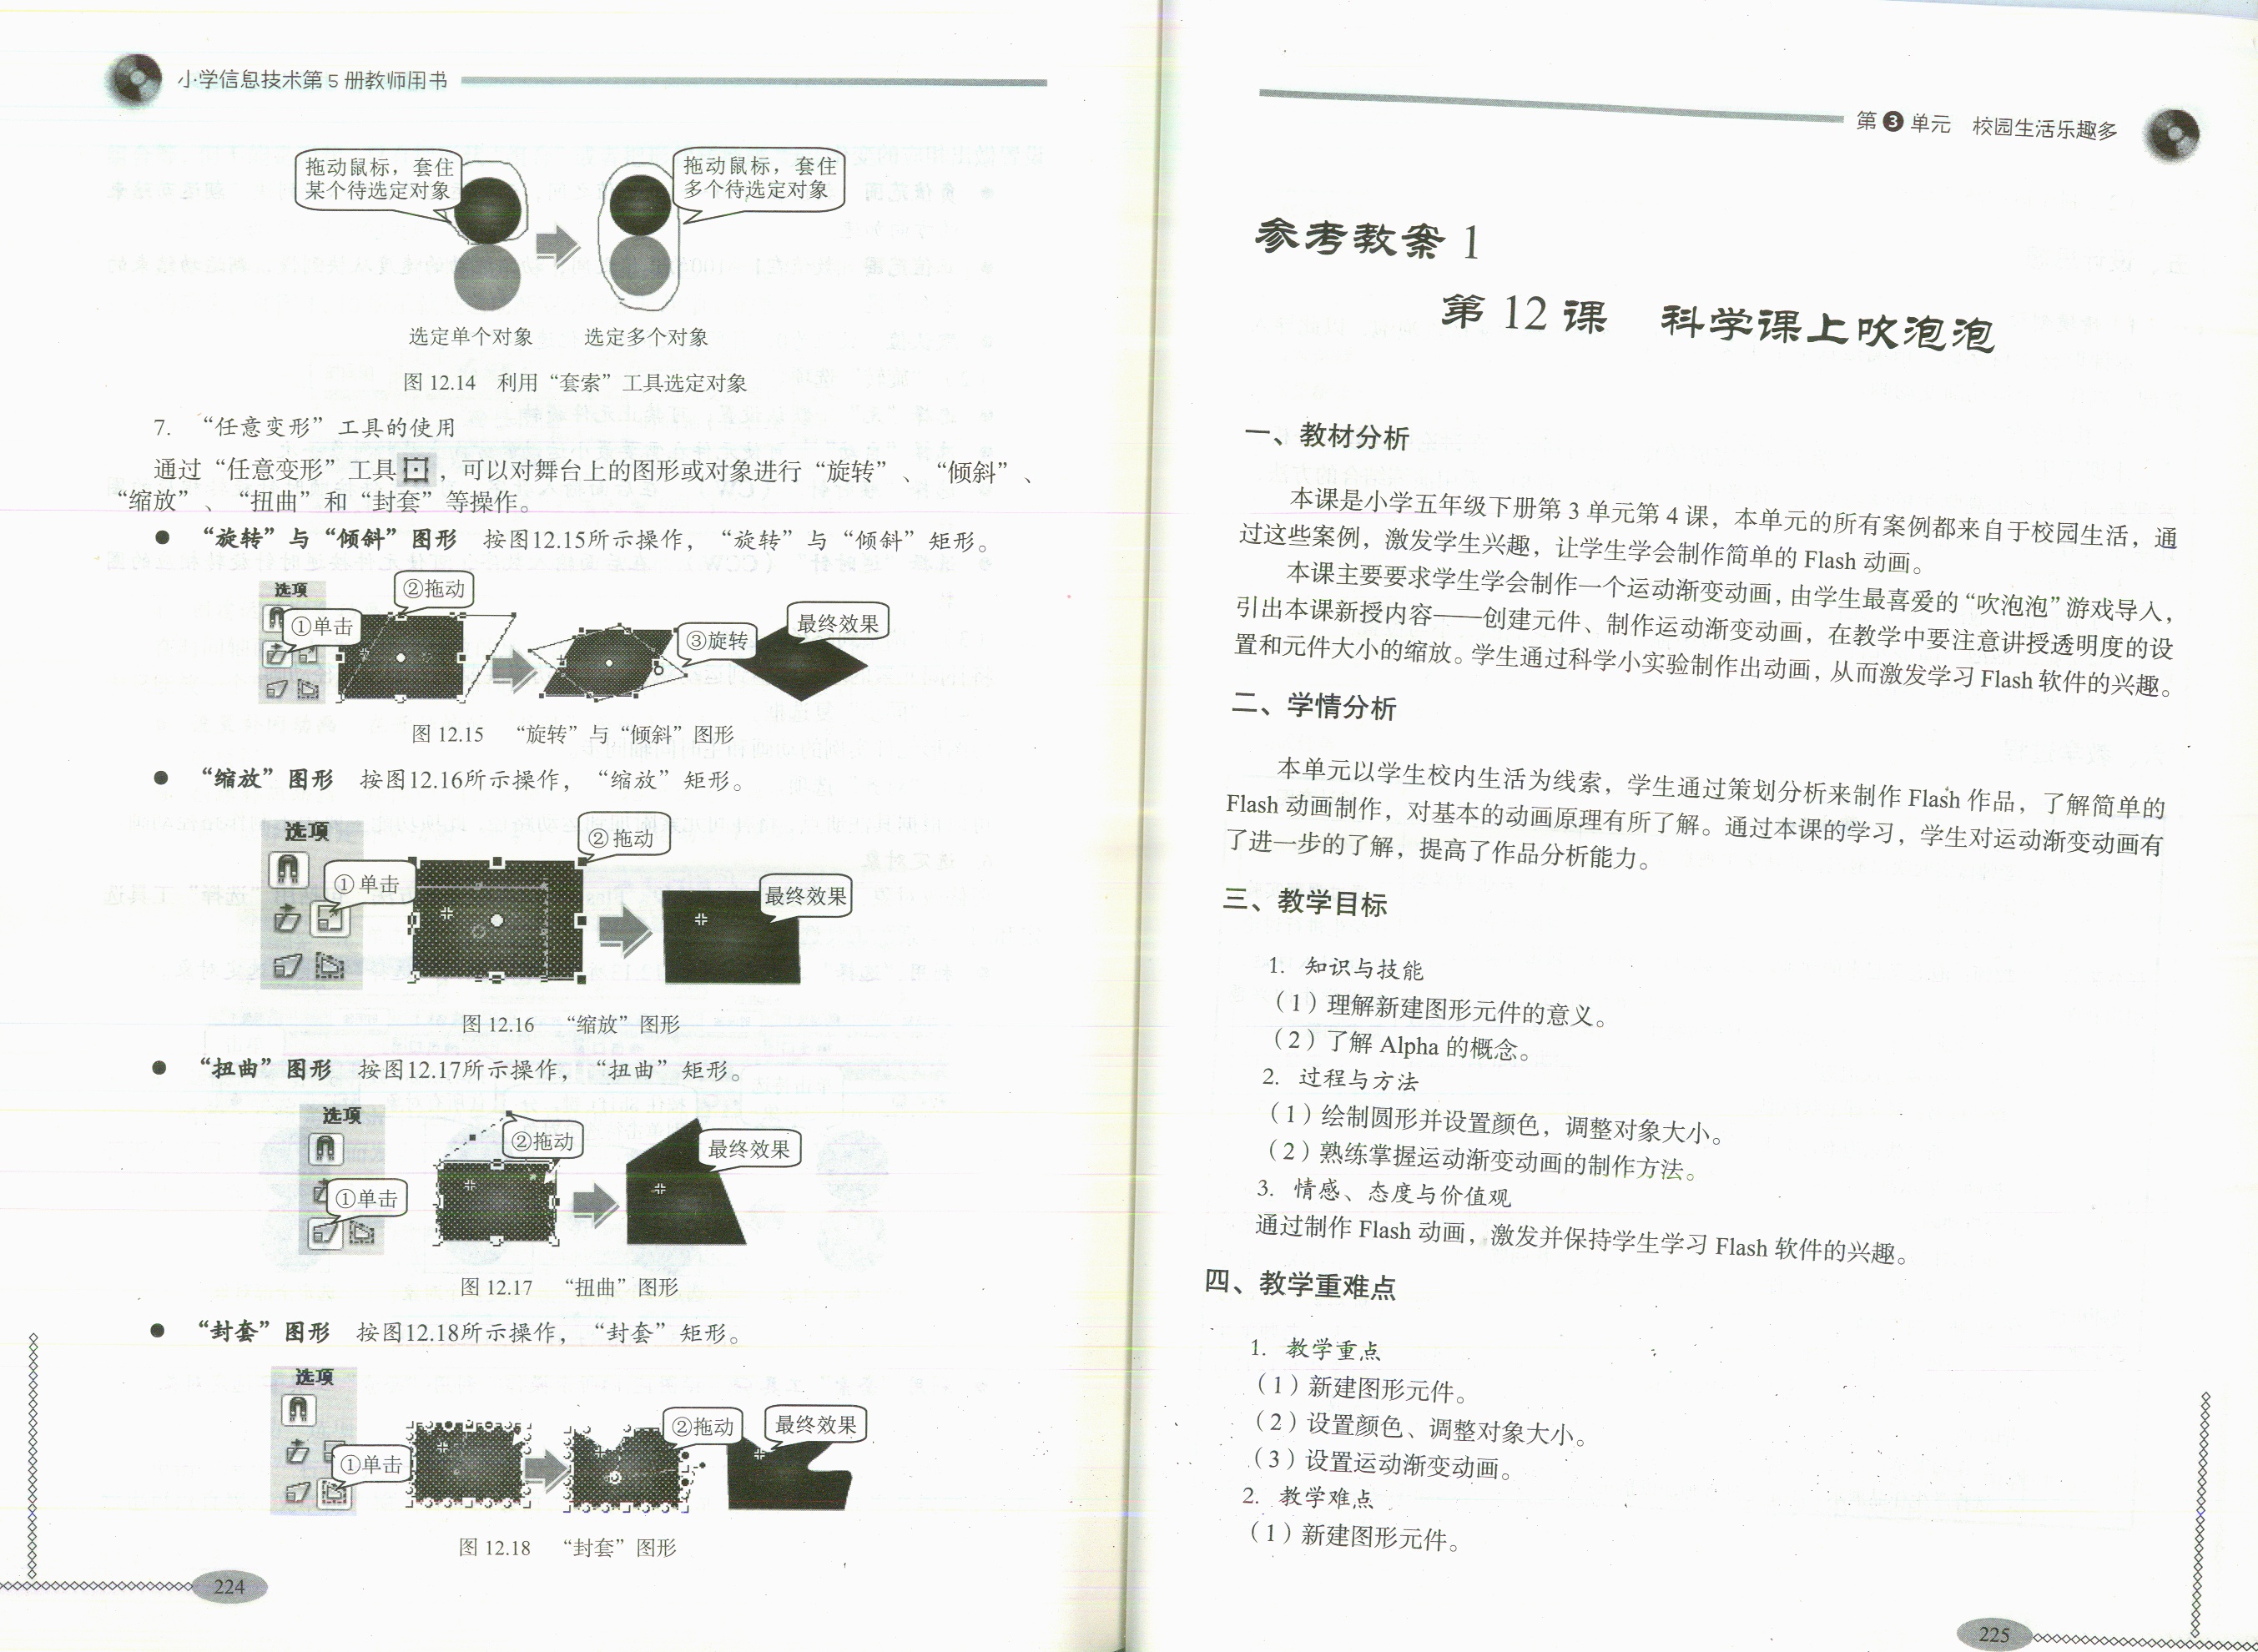 小学信息技术第 5 册教师用书
拖动鼠标，套住
某个待选定对象
拖动鼠标，套住
多个待选定对象
选定单个对象
选定多个对象
图 12.14 利用“套索”工具选定对象
7. “任意变形”工具的使用
通过“任意变形”工具，可以对舞台上的图形或对象进行“旋转”、“倾斜”、
“缩放”、“扭曲”和“封套”等操作。
● “旋转”与“倾斜”图形 按图12.15所示操作，“旋转”与“倾斜”矩形。
选项
②拖动
①单击
③旋转
最终效果
图 12.15 “旋转”与“倾斜”图形
● “缩放”图形 按图12.16所示操作，“缩放”矩形。
选项
②拖动
①单击
最终效果
图 12.16 “缩放”图形
● “扭曲”图形 按图12.17所示操作，“扭曲”矩形。
选项
②拖动
①单击
最终效果
图 12.17 “扭曲”图形
● “封套”图形 按图12.18所示操作，“封套”矩形。
选项
①单击
②拖动
最终效果
图 12.18 “封套”图形
224
第❸单元 校园生活乐趣多
参考教案 1
第 12 课 科学课上吹泡泡
一、教材分析
本课是小学五年级下册第 3 单元第 4 课，本单元的所有案例都来自于校园生活，通
过这些案例，激发学生兴趣，让学生学会制作简单的 Flash 动画。
本课主要要求学生学会制作一个运动渐变动画，由学生最喜爱的“吹泡泡”游戏导入，
引出本课新授内容——创建元件、制作运动渐变动画，在教学中要注意讲授透明度的设
置和元件大小的缩放。学生通过科学小实验制作出动画，从而激发学习 Flash 软件的兴趣。
二、学情分析
本单元以学生校内生活为线索，学生通过策划分析来制作 Flash 作品，了解简单的
Flash 动画制作，对基本的动画原理有所了解。通过本课的学习，学生对运动渐变动画有
了进一步的了解，提高了作品分析能力。
三、教学目标
1. 知识与技能
（1）理解新建图形元件的意义。
（2）了解 Alpha 的概念。
2. 过程与方法
（1）绘制圆形并设置颜色，调整对象大小。
（2）熟练掌握运动渐变动画的制作方法。
3. 情感、态度与价值观
通过制作 Flash 动画，激发并保持学生学习 Flash 软件的兴趣。
四、教学重难点
1. 教学重点
（1）新建图形元件。
（2）设置颜色、调整对象大小。
（3）设置运动渐变动画。
2. 教学难点
（1）新建图形元件。
225